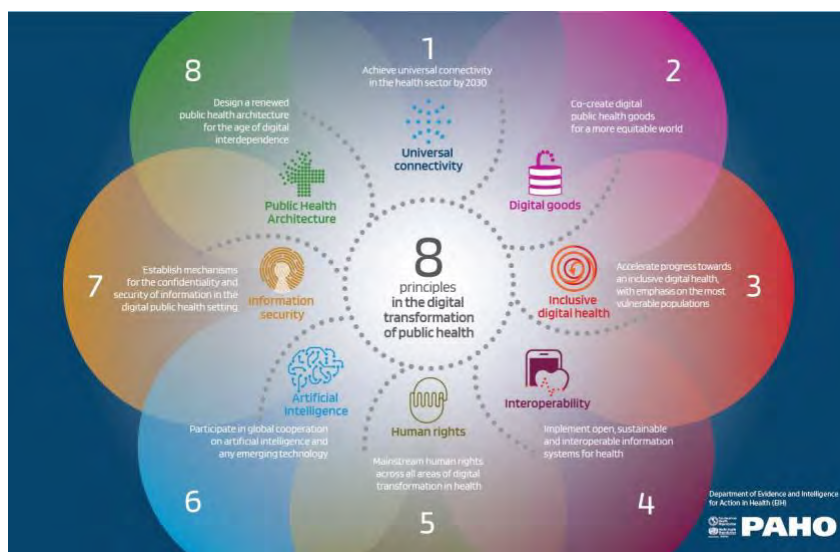 1
Achieve universal connectivity
in the health sector by 2030
Universal
connectivity
2
Co-create digital
public health goods
for a more equitable world
Digital goods
3
Accelerate progress towards
an inclusive digital health,
with emphasis on the most
vulnerable populations
Inclusive
digital health
4
Implement open, sustainable
and interoperable information
systems for health
Interoperability
5
Mainstream human rights
across all areas of digital
transformation in health
Human rights
6
Participate in global cooperation
on artificial intelligence and
any emerging technology
Artificial
Intelligence
7
Establish mechanisms
for the confidentiality and
security of information in the
digital public health setting
Information
security
8
Design a renewed
public health architecture
for the age of digital
interdependence
Public Health
Architecture
8
principles
in the digital
transformation
of public health
Department of Evidence and Intelligence
for Action in Health (EIH)
PAHO